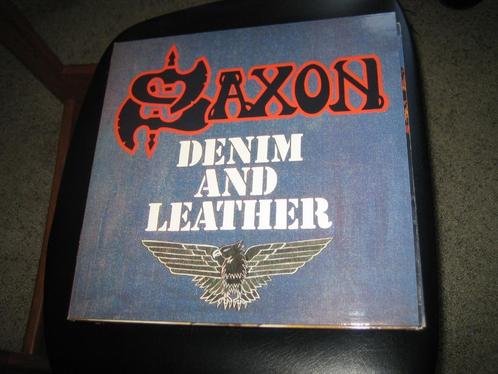 SAXON
DENIM
AND
LEATHER